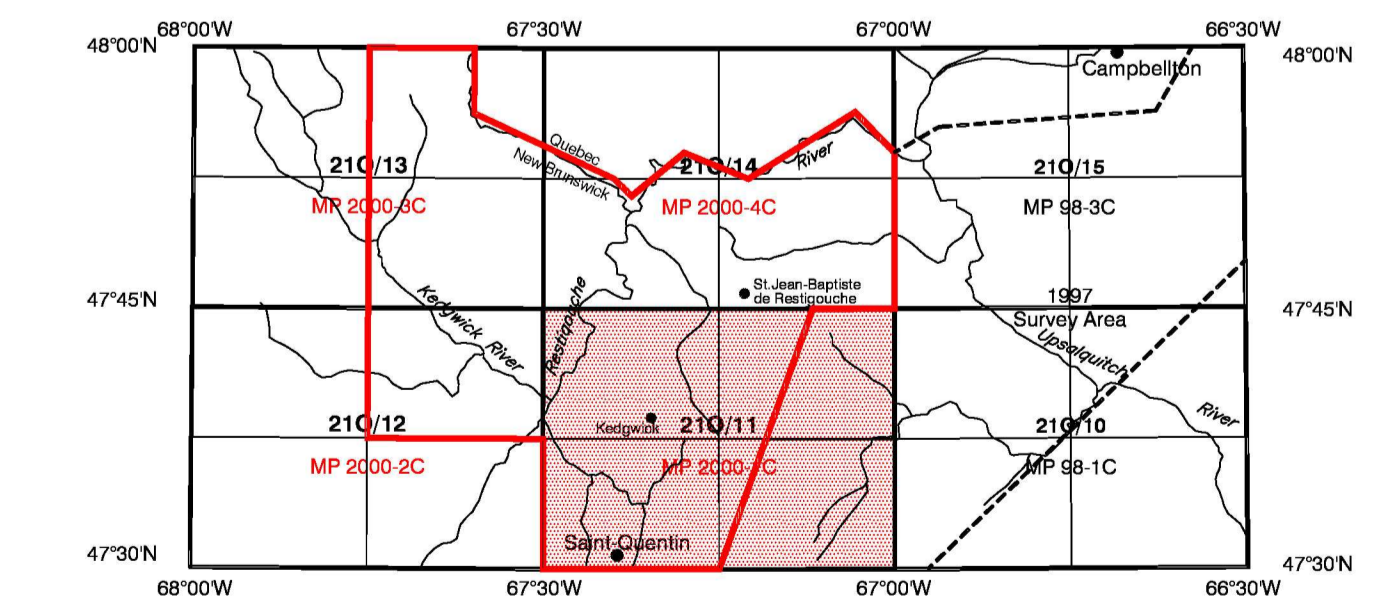 68°00'W 67°30'W 67°00'W 66°30'W
48°00'N 48°00'N
Campbellton
Quebec
New Brunswick
River
21O/13 21O/14 21O/15
MP 2000-3C MP 2000-4C MP 98-3C
St.Jean-Baptiste
de Restigouche
1997
Survey Area
47°45'N 47°45'N
Kedgwick River
Restigouche
Upsalquitch River
Kedgwick
21O/12 21O/11 21O/10
MP 2000-2C MP 2000-1C MP 98-1C
Saint-Quentin
47°30'N 47°30'N
68°00'W 67°30'W 67°00'W 66°30'W